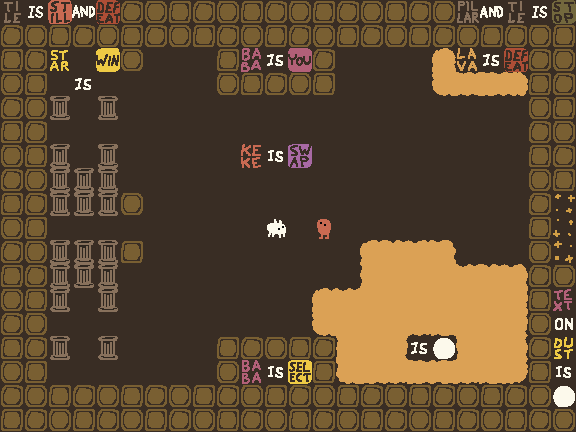 TILE IS STILL AND DEFEAT PILLAR AND TILE IS STOP
STAR WIN BABA IS YOU LAVA IS DEFEAT
IS
KEKE IS SWAP
TEXT
ON
IS DUST
BABA IS SELECT IS